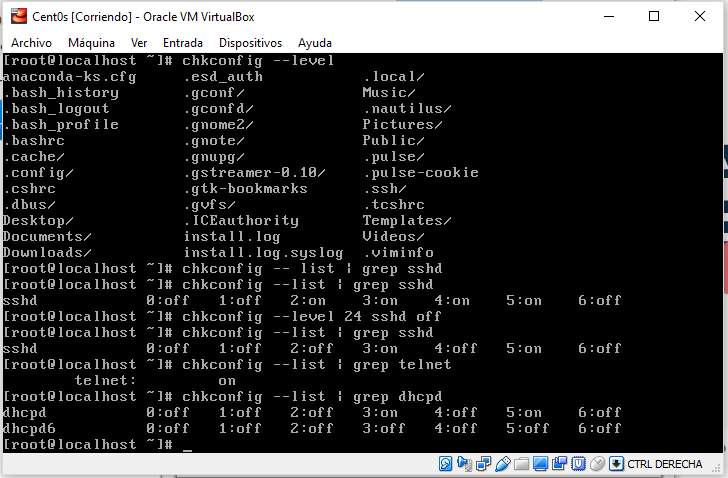 Cent0s [Corriendo] - Oracle VM VirtualBox
Archivo Máquina Ver Entrada Dispositivos Ayuda
[root@localhost ~]# chkconfig --level
anaconda-ks.cfg .esd_auth .local/
.bash_history .gconf/ Music/
.bash_logout .gconfd/ .nautilus/
.bash_profile .gnome2/ Pictures/
.bashrc .gnote/ Public/
.cache/ .gnupg/ .pulse/
.config/ .gstreamer-0.10/ .pulse-cookie
.cshrc .gtk-bookmarks .ssh/
.dbus/ .gvfs/ .tcshrc
Desktop/ .ICEauthority Templates/
Documents/ install.log Videos/
Downloads/ install.log.syslog .viminfo
[root@localhost ~]# chkconfig -- list | grep sshd
[root@localhost ~]# chkconfig --list | grep sshd
sshd 0:off 1:off 2:on 3:on 4:on 5:on 6:off
[root@localhost ~]# chkconfig --level 24 sshd off
[root@localhost ~]# chkconfig --list | grep sshd
sshd 0:off 1:off 2:off 3:on 4:off 5:on 6:off
[root@localhost ~]# chkconfig --list | grep telnet
telnet: on
[root@localhost ~]# chkconfig --list | grep dhcpd
dhcpd 0:off 1:off 2:off 3:on 4:off 5:on 6:off
dhcpd6 0:off 1:off 2:off 3:off 4:off 5:off 6:off
[root@localhost ~]# _
CTRL DERECHA